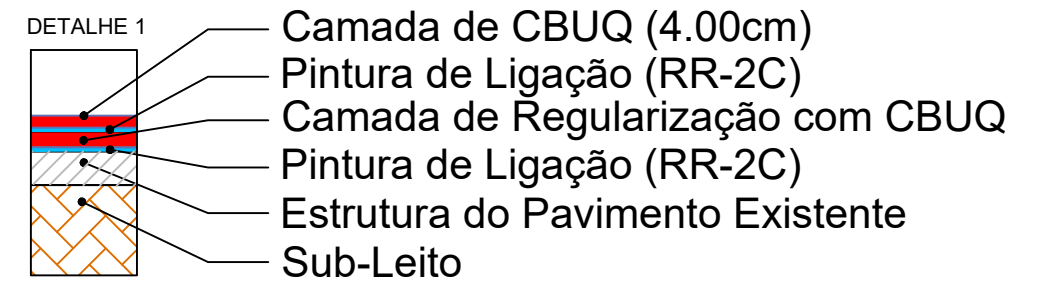 DETALHE 1
Camada de CBUQ (4.00cm)
Pintura de Ligação (RR-2C)
Camada de Regularização com CBUQ
Pintura de Ligação (RR-2C)
Estrutura do Pavimento Existente
Sub-Leito